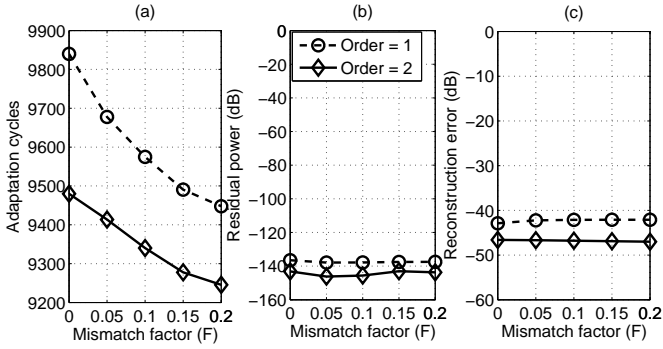 (a)
Adaptation cycles
9900
9800
9700
9600
9500
9400
9300
9200
0 0.05 0.1 0.15 0.2
Mismatch factor (F)
(b)
Residual power (dB)
0
−20
−40
−60
−80
−100
−120
−140
−160
Order = 1
Order = 2
0 0.05 0.1 0.15 0.2
Mismatch factor (F)
(c)
Reconstruction error (dB)
0
−10
−20
−30
−40
−50
−60
0 0.05 0.1 0.15 0.2
Mismatch factor (F)